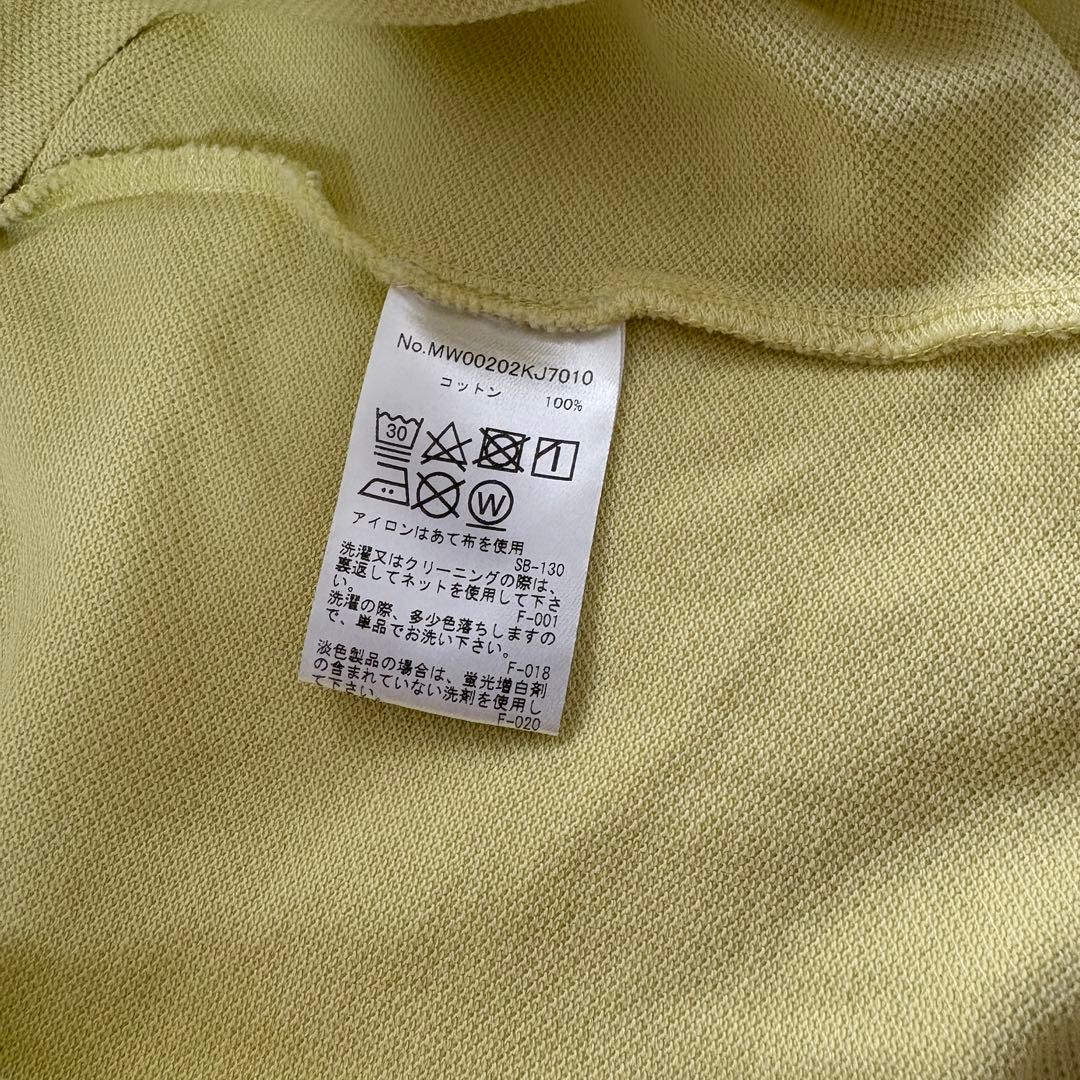 No.MW00202KJ7010
コットン 100%
30
W
アイロンはあて布を使用
SB-130
洗濯又はクリーニングの際は、
裏返してネットを使用して下さ
い。
F-001
洗濯の際、多少色落ちしますの
で、単品でお洗い下さい。
F-018
淡色製品の場合は、蛍光増白剤
の含まれていない洗剤を使用し
て下さい。
F-020